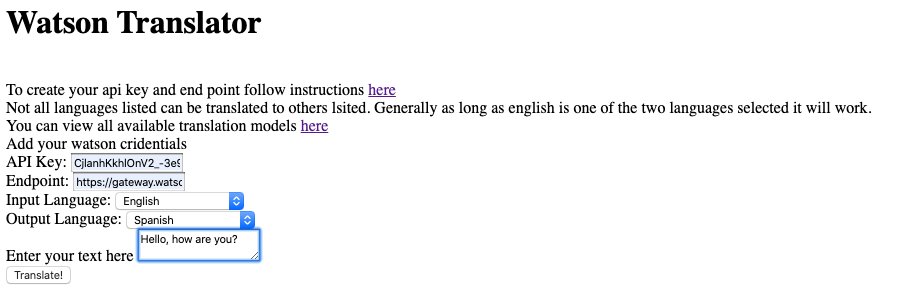 Watson Translator
To create your api key and end point follow instructions here
Not all languages listed can be translated to others lsited. Generally as long as english is one of the two languages selected it will work.
You can view all available translation models here
Add your watson cridentials
API Key: CjlanhKkhlOnV2_-3e9
Endpoint: https://gateway.watsc
Input Language: English
Output Language: Spanish
Enter your text here Hello, how are you?
Translate!